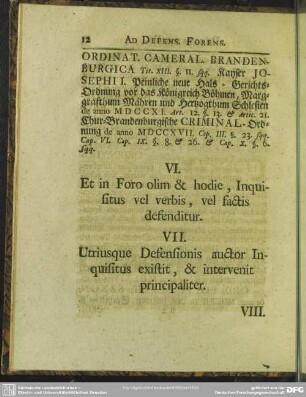 12 AD DEFENS. FORENS.
ORDINAT. CAMERAL. BRANDEN-
BURGICA Tit. XIII. §. 11. sqq. Kayser JO-
SEPHI I. Peinliche neue Hals-Gerichts-
Ordnung vor das Königreich Böhmen, Marg-
graffthum Mähren und Hertzogthum Schlesien
de anno MDCCXI. Art. 12. §. 13. & Artic. 21.
Chur-Brandenburgische CRIMINAL-Ord-
nung de anno MDCCXVII. Cap. III. §. 23. sqq.
Cap. VI. Cap. IX. §. 8. & 26. & Cap. X. §. 6.
sqq.
VI.
Et in Foro olim & hodie, Inqui-
situs vel verbis, vel factis
defenditur.
VII.
Utriusque Defensionis auctor In-
quisitus existit, & intervenit
principaliter.
VIII.